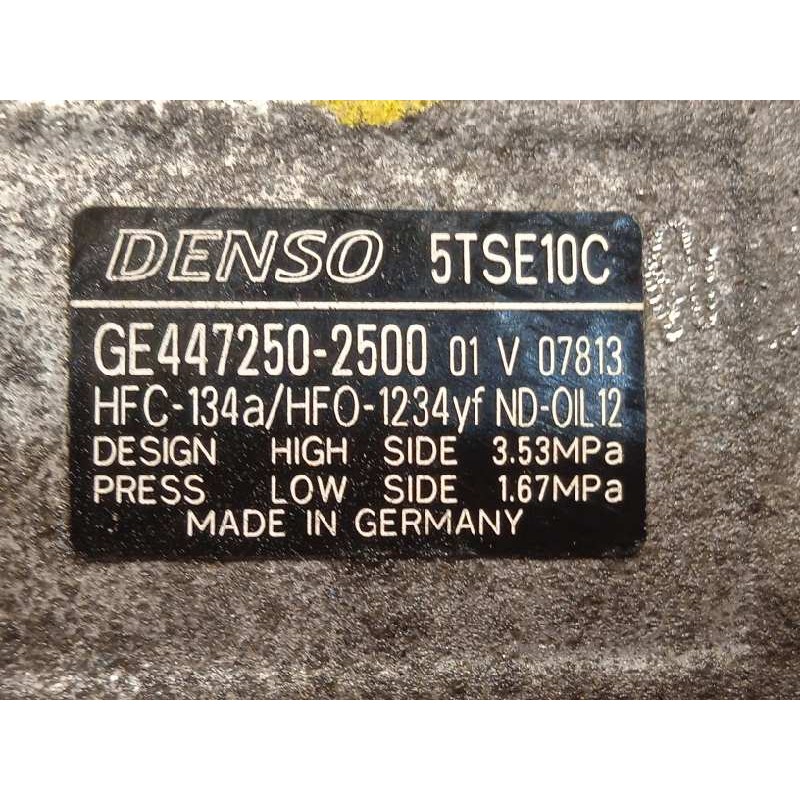 DENSO 5TSE10C
GE447250-2500 01 V 07813
HFC-134a/HFO-1234yf ND-OIL12
DESIGN HIGH SIDE 3.53MPa
PRESS LOW SIDE 1.67MPa
MADE IN GERMANY